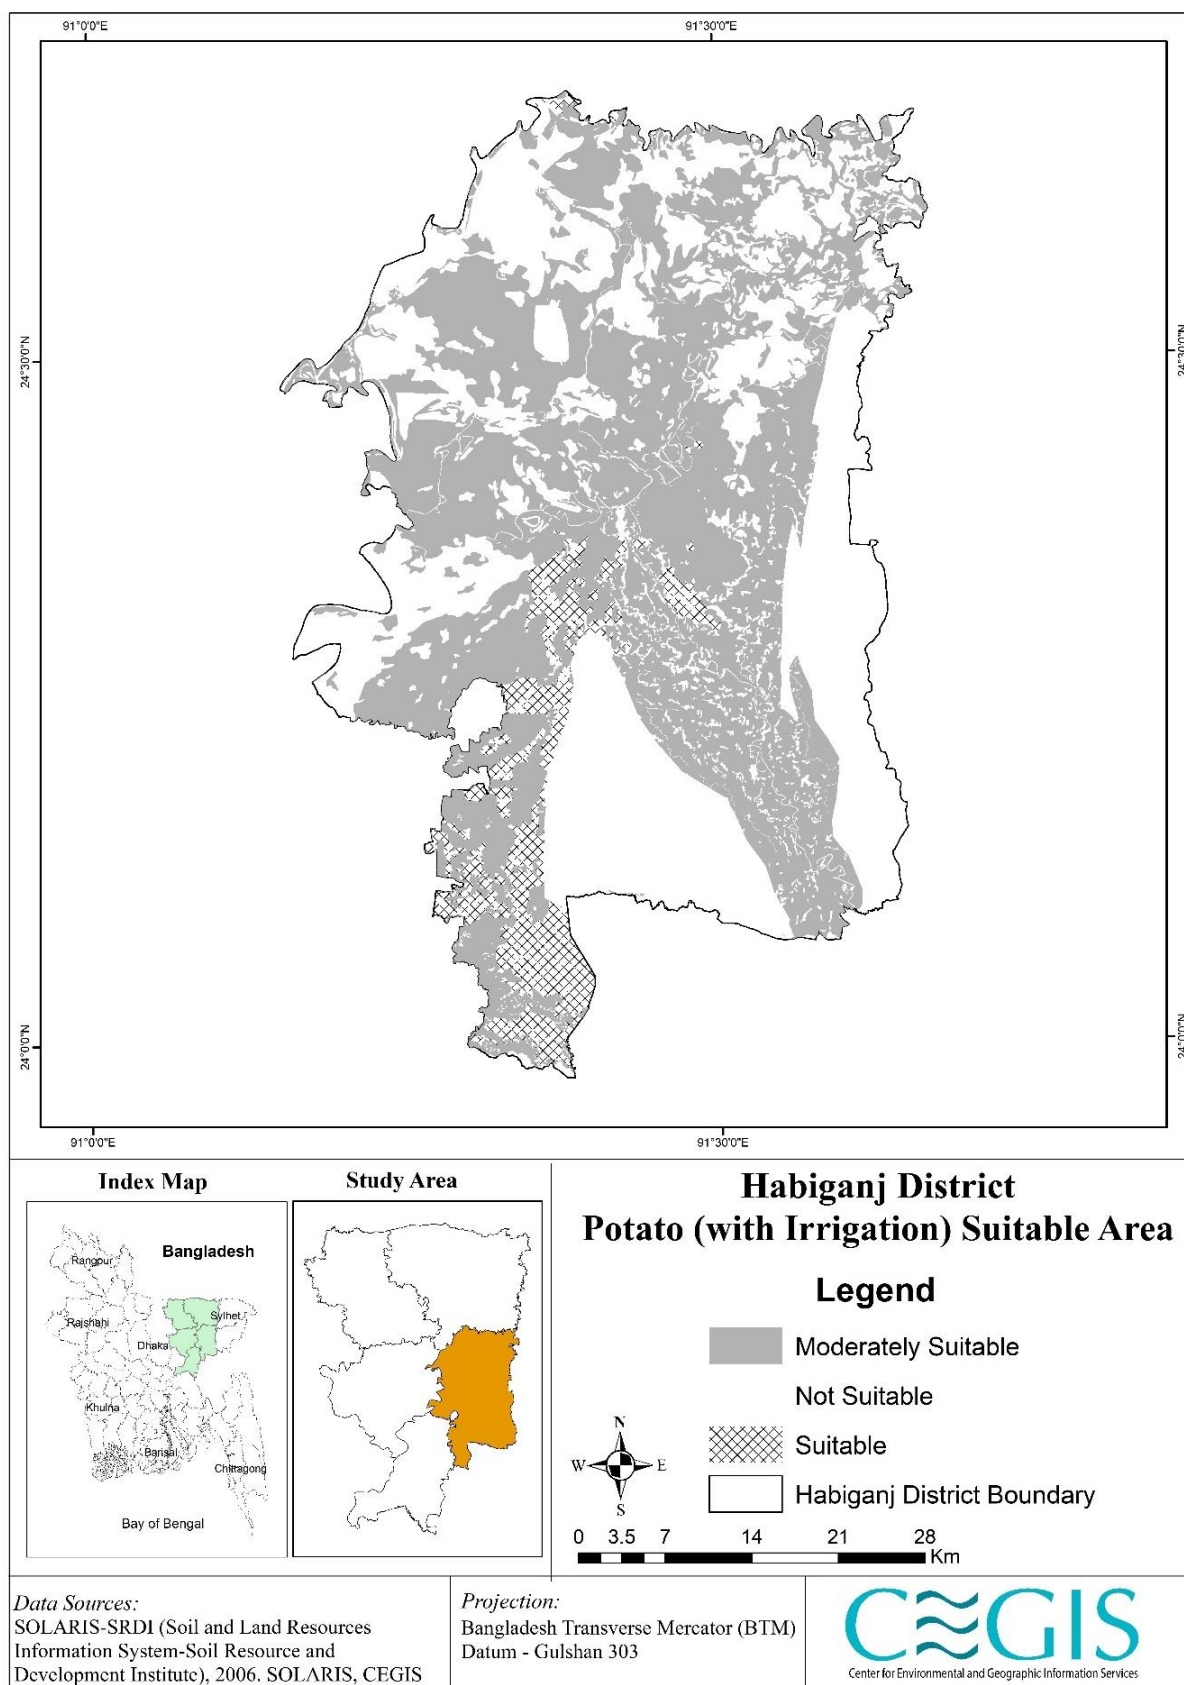 91°0'0"E
91°30'0"E
24°30'0"N
24°30'0"N
24°0'0"N
24°0'0"N
91°0'0"E
91°30'0"E
Index Map
Bangladesh
Rangpur
Rajshahi
Sylhet
Dhaka
Khulna
Barisal
Chittagong
Bay of Bengal
Study Area
Habiganj District
Potato (with Irrigation) Suitable Area
Legend
Moderately Suitable
Not Suitable
Suitable
Habiganj District Boundary
N
W E
S
0 3.5 7 14 21 28
Km
Data Sources:
SOLARIS-SRDI (Soil and Land Resources
Information System-Soil Resource and
Development Institute), 2006. SOLARIS, CEGIS
Projection:
Bangladesh Transverse Mercator (BTM)
Datum - Gulshan 303
CEGIS
Center for Environmental and Geographic Information Services